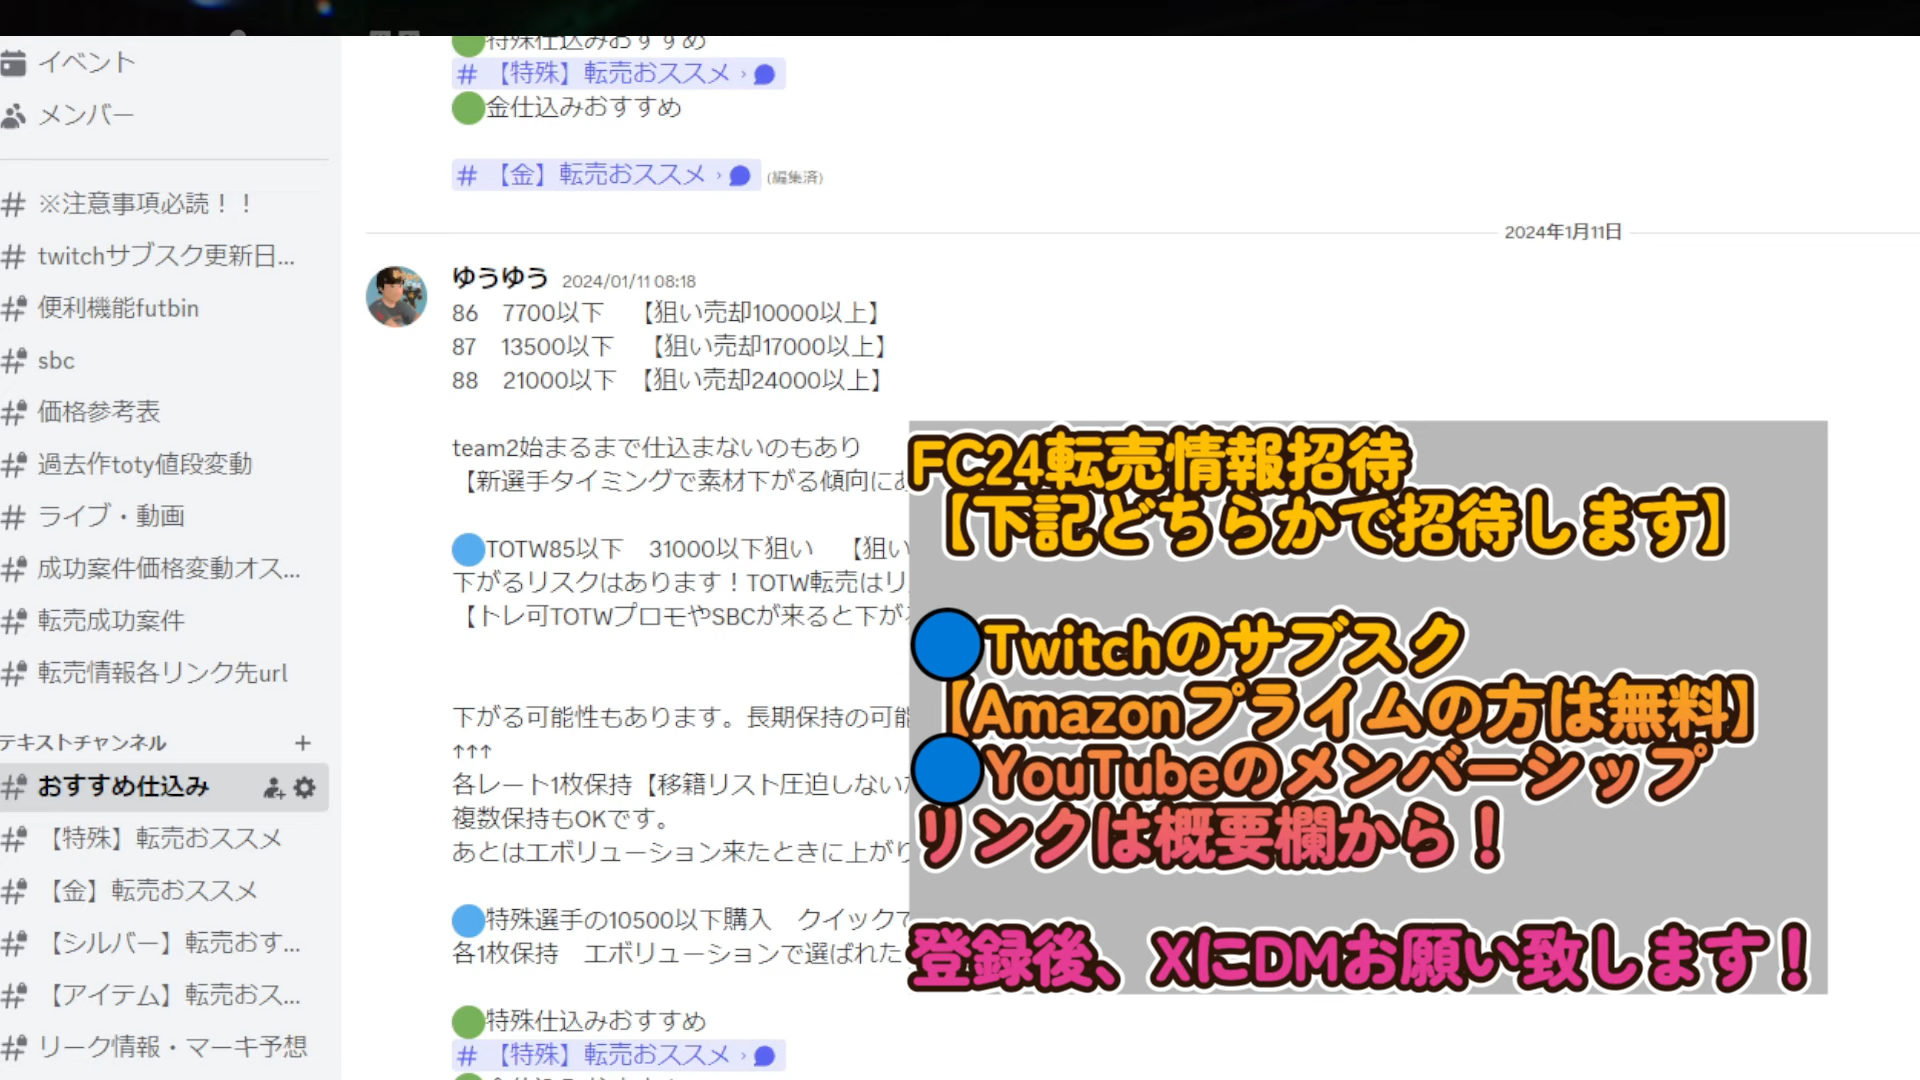 イベント
メンバー
※注意事項必読！！
twitchサブスク更新日...
便利機能futbin
sbc
価格参考表
過去作toty値段変動
ライブ・動画
成功案件価格変動オス...
転売成功案件
転売情報各リンク先url
テキストチャンネル
おすすめ仕込み
【特殊】転売おススメ
【金】転売おススメ
【シルバー】転売おす...
【アイテム】転売おス...
リーク情報・マーキ予想
特殊仕込みおすすめ
# 【特殊】転売おススメ ›
金仕込みおすすめ
# 【金】転売おススメ › (編集済)
2024年1月11日
ゆうゆう 2024/01/11 08:18
86 7700以下 【狙い売却10000以上】
87 13500以下 【狙い売却17000以上】
88 21000以下 【狙い売却24000以上】
team2始まるまで仕込まないのもあり
【新選手タイミングで素材下がる傾向に
TOTW85以下 31000以下狙い 【狙い
下がるリスクはあります！TOTW転売はリ
【トレ可TOTWプロモやSBCが来ると下が
下がる可能性もあります。長期保持の可能
↑↑↑
各レート1枚保持【移籍リスト圧迫しない
複数保持もOKです。
あとはエボリューション来たときに上がり
特殊選手の10500以下購入 クイックで
各1枚保持 エボリューションで選ばれた
特殊仕込みおすすめ
# 【特殊】転売おススメ ›
FC24転売情報招待
【下記どちらかで招待します】
Twitchのサブスク
【Amazonプライムの方は無料】
YouTubeのメンバーシップ
リンクは概要欄から！
登録後、XにDMお願い致します！